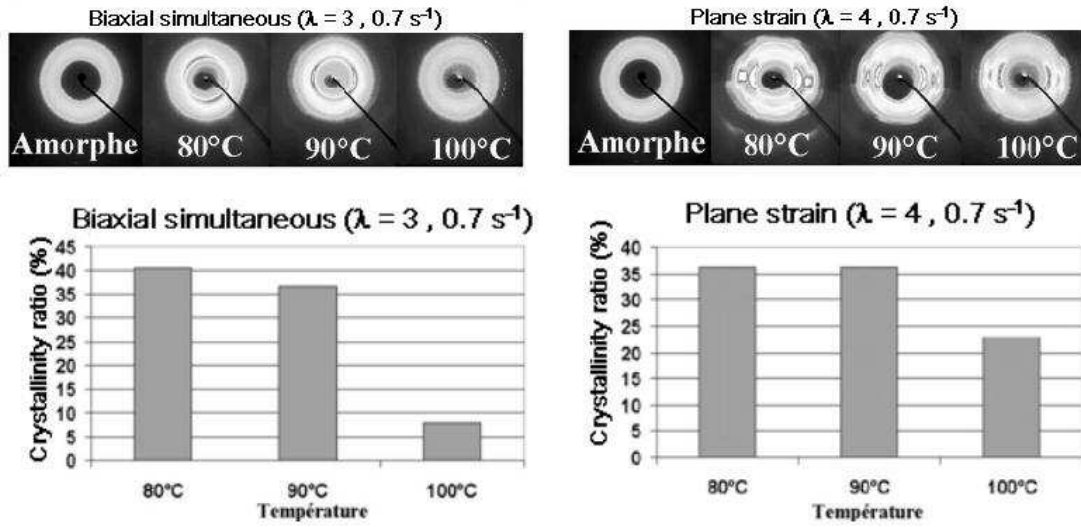 Biaxial simultaneous (λ = 3 , 0.7 s⁻¹)
Amorphe 80°C 90°C 100°C
Plane strain (λ = 4 , 0.7 s⁻¹)
Amorphe 80°C 90°C 100°C
Biaxial simultaneous (λ = 3 , 0.7 s⁻¹)
Crystallinity ratio (%)
45
40
35
30
25
20
15
10
5
0
80°C 90°C 100°C
Température
Plane strain (λ = 4 , 0.7 s⁻¹)
Crystallinity ratio (%)
40
35
30
25
20
15
10
5
0
80°C 90°C 100°C
Température